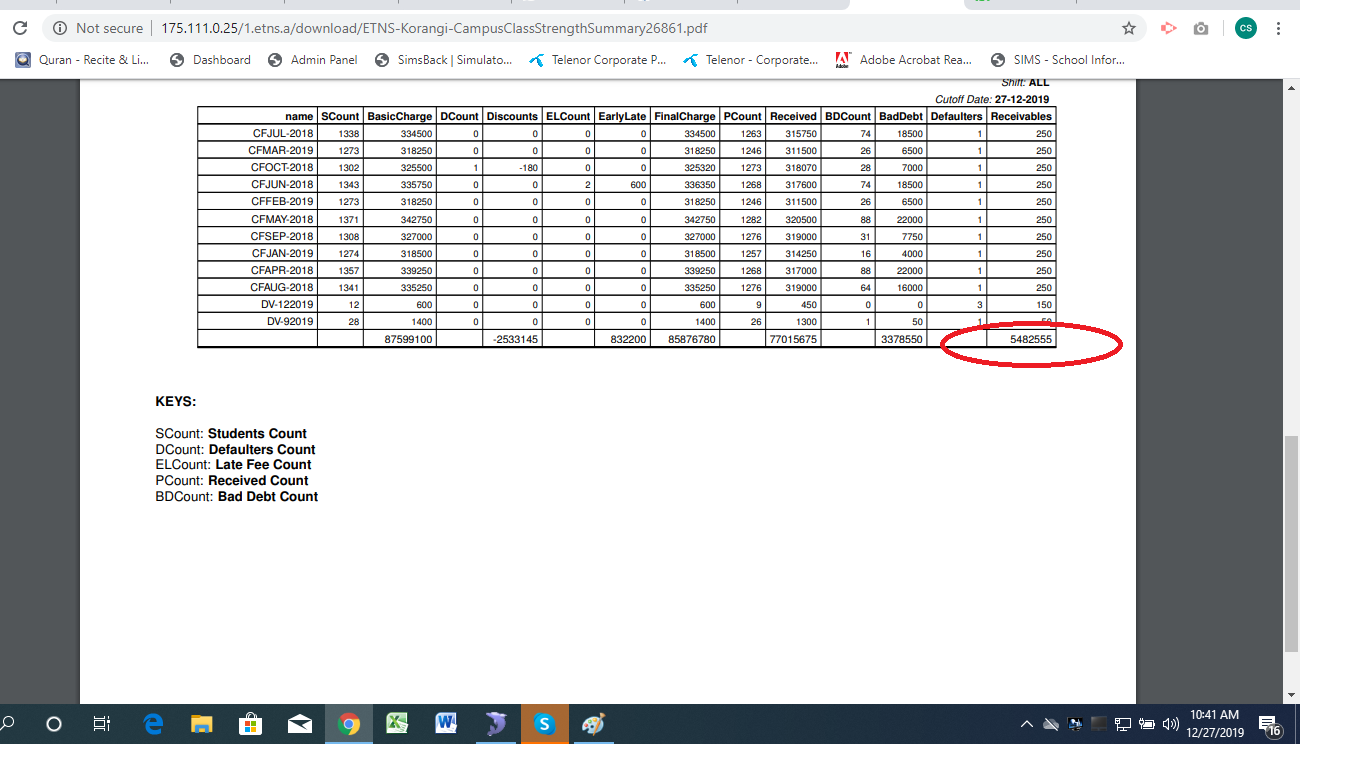 Not secure | 175.111.0.25/1.etns.a/download/ETNS-Korangi-CampusClassStrengthSummary26861.pdf CS
Quran - Recite & Li... Dashboard Admin Panel SimsBack | Simulato... Telenor Corporate P... Telenor - Corporate... Adobe Acrobat Rea... SIMS - School Infor...
Shift: ALL
Cutoff Date: 27-12-2019
name SCount BasicCharge DCount Discounts ELCount EarlyLate FinalCharge PCount Received BDCount BadDebt Defaulters Receivables
CFJUL-2018 1338 334500 0 0 0 0 334500 1263 315750 74 18500 1 250
CFMAR-2019 1273 318250 0 0 0 0 318250 1246 311500 26 6500 1 250
CFOCT-2018 1302 325500 1 -180 0 0 325320 1273 318070 28 7000 1 250
CFJUN-2018 1343 335750 0 0 2 600 336350 1268 317600 74 18500 1 250
CFFEB-2019 1273 318250 0 0 0 0 318250 1246 311500 26 6500 1 250
CFMAY-2018 1371 342750 0 0 0 0 342750 1282 320500 88 22000 1 250
CFSEP-2018 1308 327000 0 0 0 0 327000 1276 319000 31 7750 1 250
CFJAN-2019 1274 318500 0 0 0 0 318500 1257 314250 16 4000 1 250
CFAPR-2018 1357 339250 0 0 0 0 339250 1268 317000 88 22000 1 250
CFAUG-2018 1341 335250 0 0 0 0 335250 1276 319000 64 16000 1 250
DV-122019 12 600 0 0 0 0 600 9 450 0 0 3 150
DV-92019 28 1400 0 0 0 0 1400 26 1300 1 50 1 50
87599100 -2533145 832200 85876780 77015675 3378550 5482555
KEYS:
SCount: Students Count
DCount: Defaulters Count
ELCount: Late Fee Count
PCount: Received Count
BDCount: Bad Debt Count
10:41 AM
12/27/2019
16